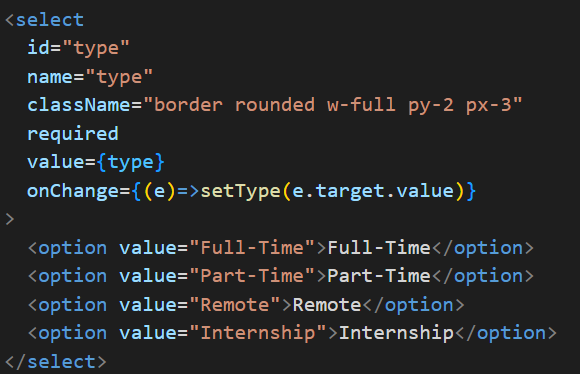 <select
id="type"
name="type"
className="border rounded w-full py-2 px-3"
required
value={type}
onChange={(e)=>setType(e.target.value)}
>
<option value="Full-Time">Full-Time</option>
<option value="Part-Time">Part-Time</option>
<option value="Remote">Remote</option>
<option value="Internship">Internship</option>
</select>